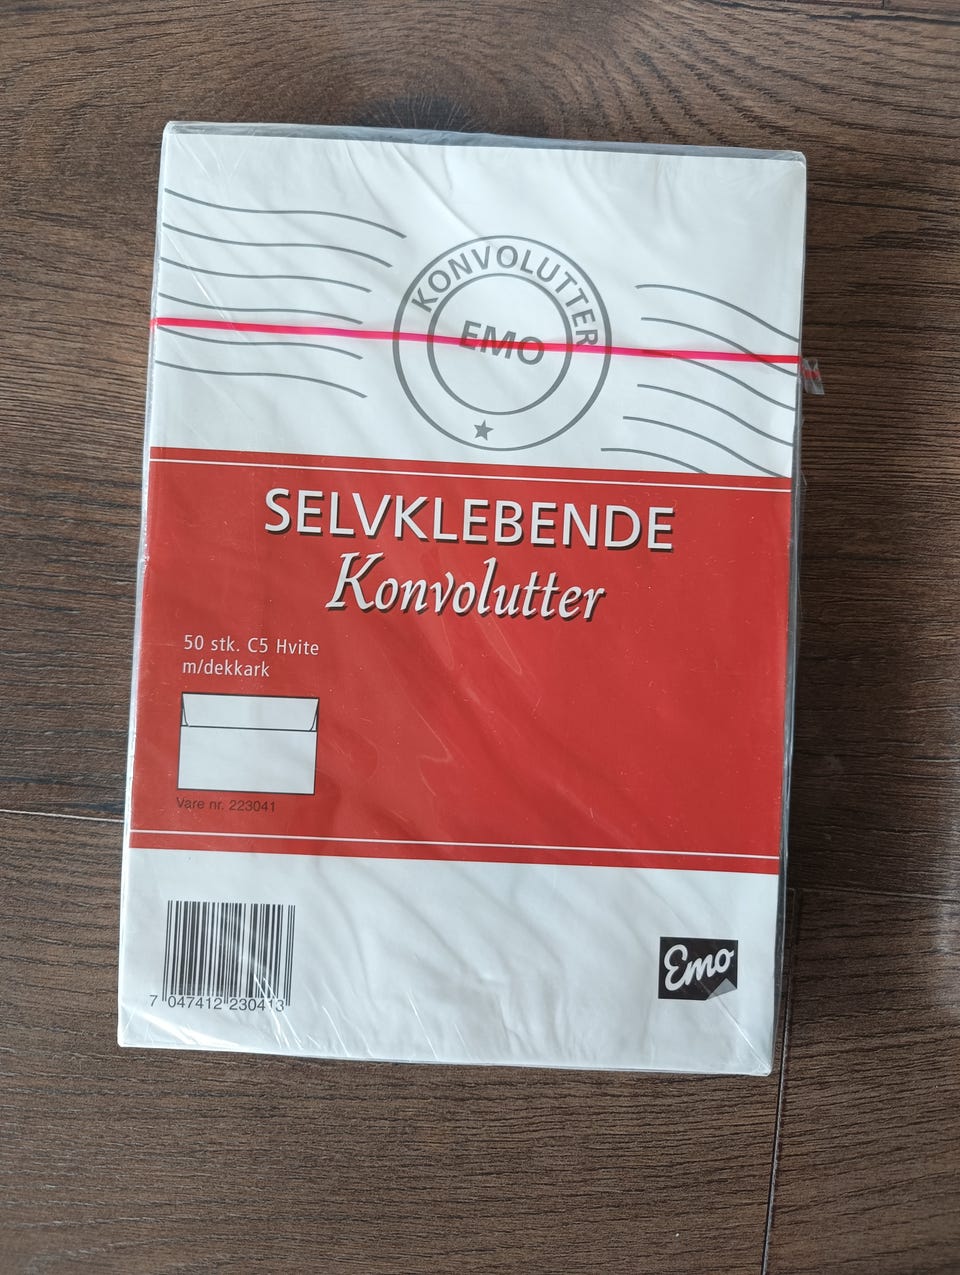 KONVOLUTTER
EMO
SELVKLEBENDE
Konvolutter
50 stk. C5 Hvite
m/dekkark
Vare nr. 223041
7 047412 230413
Emo